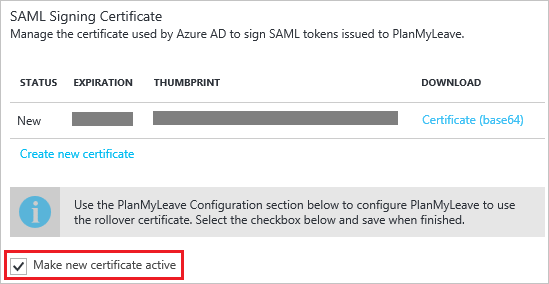 SAML Signing Certificate
Manage the certificate used by Azure AD to sign SAML tokens issued to PlanMyLeave.
STATUS EXPIRATION THUMBPRINT DOWNLOAD
New Certificate (base64)
Create new certificate
Use the PlanMyLeave Configuration section below to configure PlanMyLeave to use
the rollover certificate. Select the checkbox below and save when finished.
Make new certificate active